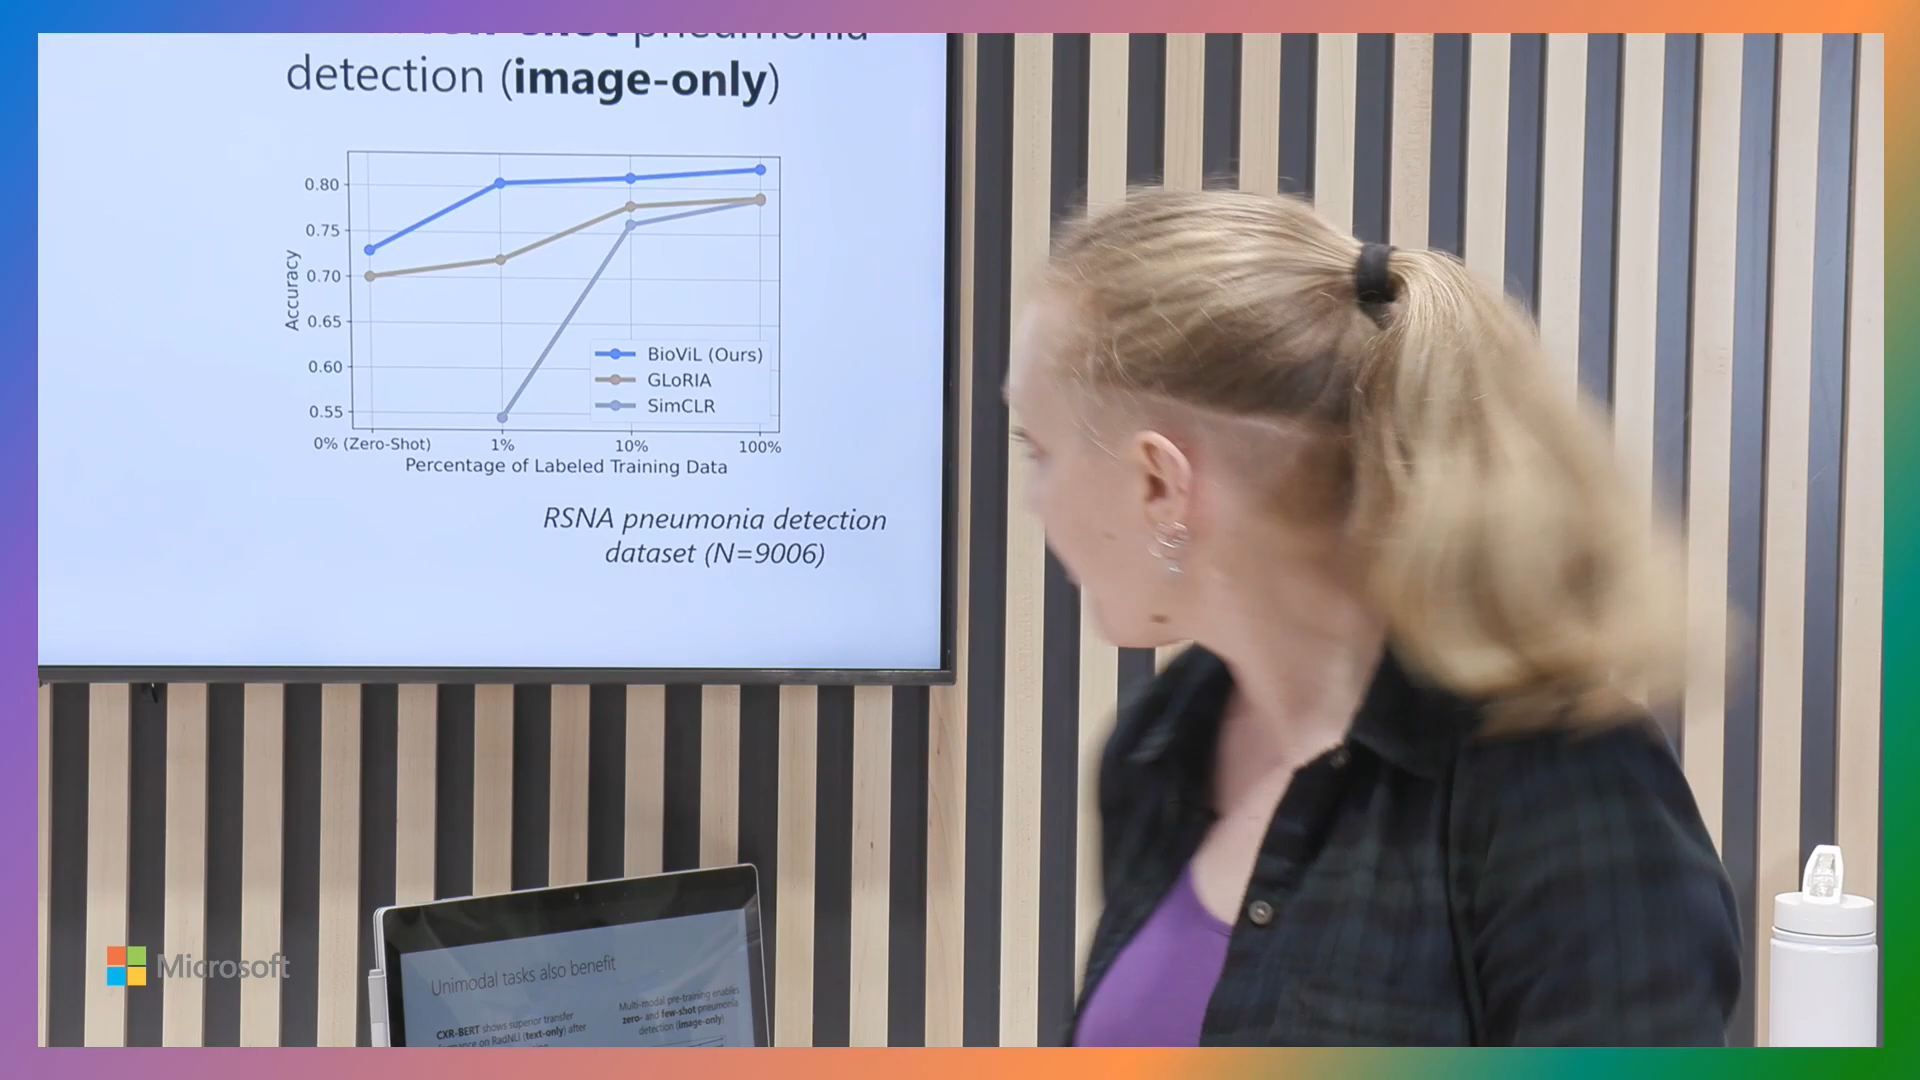 detection (image-only)
0.80
0.75
0.70
0.65
0.60
0.55
Accuracy
BioViL (Ours)
GLoRIA
SimCLR
0% (Zero-Shot) 1% 10% 100%
Percentage of Labeled Training Data
RSNA pneumonia detection
dataset (N=9006)
Microsoft
Unimodal tasks also benefit
CXR-BERT shows superior transfer
on RadNLI (text-only) after
Multi-modal pre-training enables
zero- and few-shot pneumonia
detection (image-only)